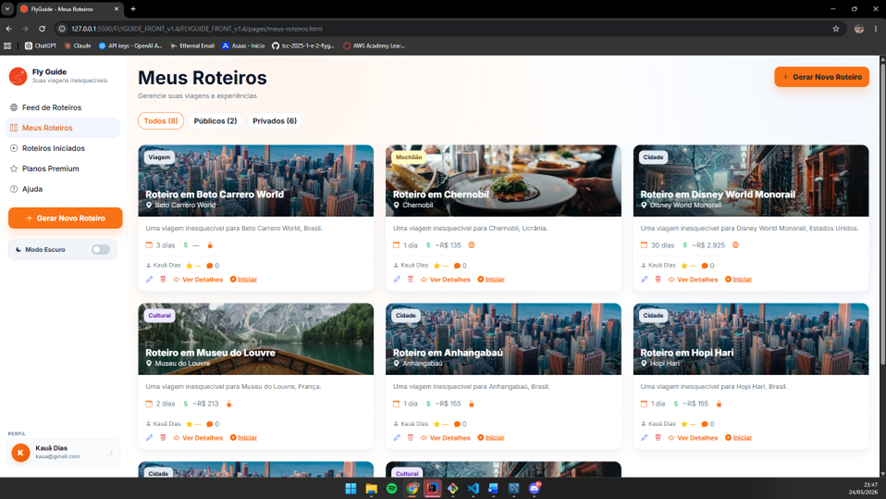 FlyGuide - Meus Roteiros
127.0.0.1:5500/FLYGUIDE_FRONT_v1.4/FLYGUIDE_FRONT_v1.4/pages/meus-roteiros.html
ChatGPT Claude API keys - OpenAI A... Ethereal Email Asaas - Início tcc-2025-1-e-2-flyg... AWS Academy Lear...
Fly Guide
Suas viagens inesquecíveis
Feed de Roteiros
Meus Roteiros
Roteiros Iniciados
Planos Premium
Ajuda
+ Gerar Novo Roteiro
Modo Escuro
PERFIL
K
Kauã Dias
kaua@gmail.com
Meus Roteiros
Gerencie suas viagens e experiências
+ Gerar Novo Roteiro
Todos (8) Públicos (2) Privados (6)
Viagem
Roteiro em Beto Carrero World
Beto Carrero World
Uma viagem inesquecível para Beto Carrero World, Brasil.
3 dias $ —
Kauã Dias — 0
Ver Detalhes Iniciar
Mochilão
Roteiro em Chernobil
Chernobil
Uma viagem inesquecível para Chernobil, Ucrânia.
1 dia $ ~R$ 135
Kauã Dias — 0
Ver Detalhes Iniciar
Cidade
Roteiro em Disney World Monorail
Disney World Monorail
Uma viagem inesquecível para Disney World Monorail, Estados Unidos.
30 dias $ ~R$ 2.925
Kauã Dias — 0
Ver Detalhes Iniciar
Cultural
Roteiro em Museu do Louvre
Museu do Louvre
Uma viagem inesquecível para Museu do Louvre, França.
2 dias $ ~R$ 213
Kauã Dias — 0
Ver Detalhes Iniciar
Cidade
Roteiro em Anhangabaú
Anhangabaú
Uma viagem inesquecível para Anhangabaú, Brasil.
1 dia $ ~R$ 155
Kauã Dias — 0
Ver Detalhes Iniciar
Cidade
Roteiro em Hopi Hari
Hopi Hari
Uma viagem inesquecível para Hopi Hari, Brasil.
1 dia $ ~R$ 155
Kauã Dias — 0
Ver Detalhes Iniciar
Cidade
Cultural
21:47
24/05/2026